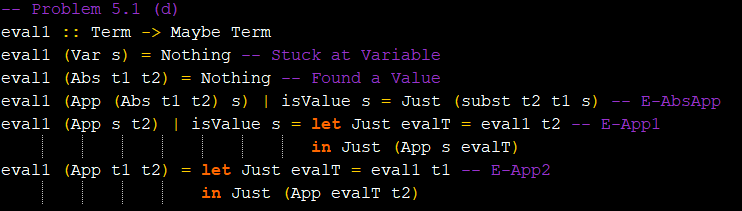 -- Problem 5.1 (d)
eval1 :: Term -> Maybe Term
eval1 (Var s) = Nothing -- Stuck at Variable
eval1 (Abs t1 t2) = Nothing -- Found a Value
eval1 (App (Abs t1 t2) s) | isValue s = Just (subst t2 t1 s) -- E-AbsApp
eval1 (App s t2) | isValue s = let Just evalT = eval1 t2 -- E-App1
in Just (App s evalT)
eval1 (App t1 t2) = let Just evalT = eval1 t1 -- E-App2
in Just (App evalT t2)